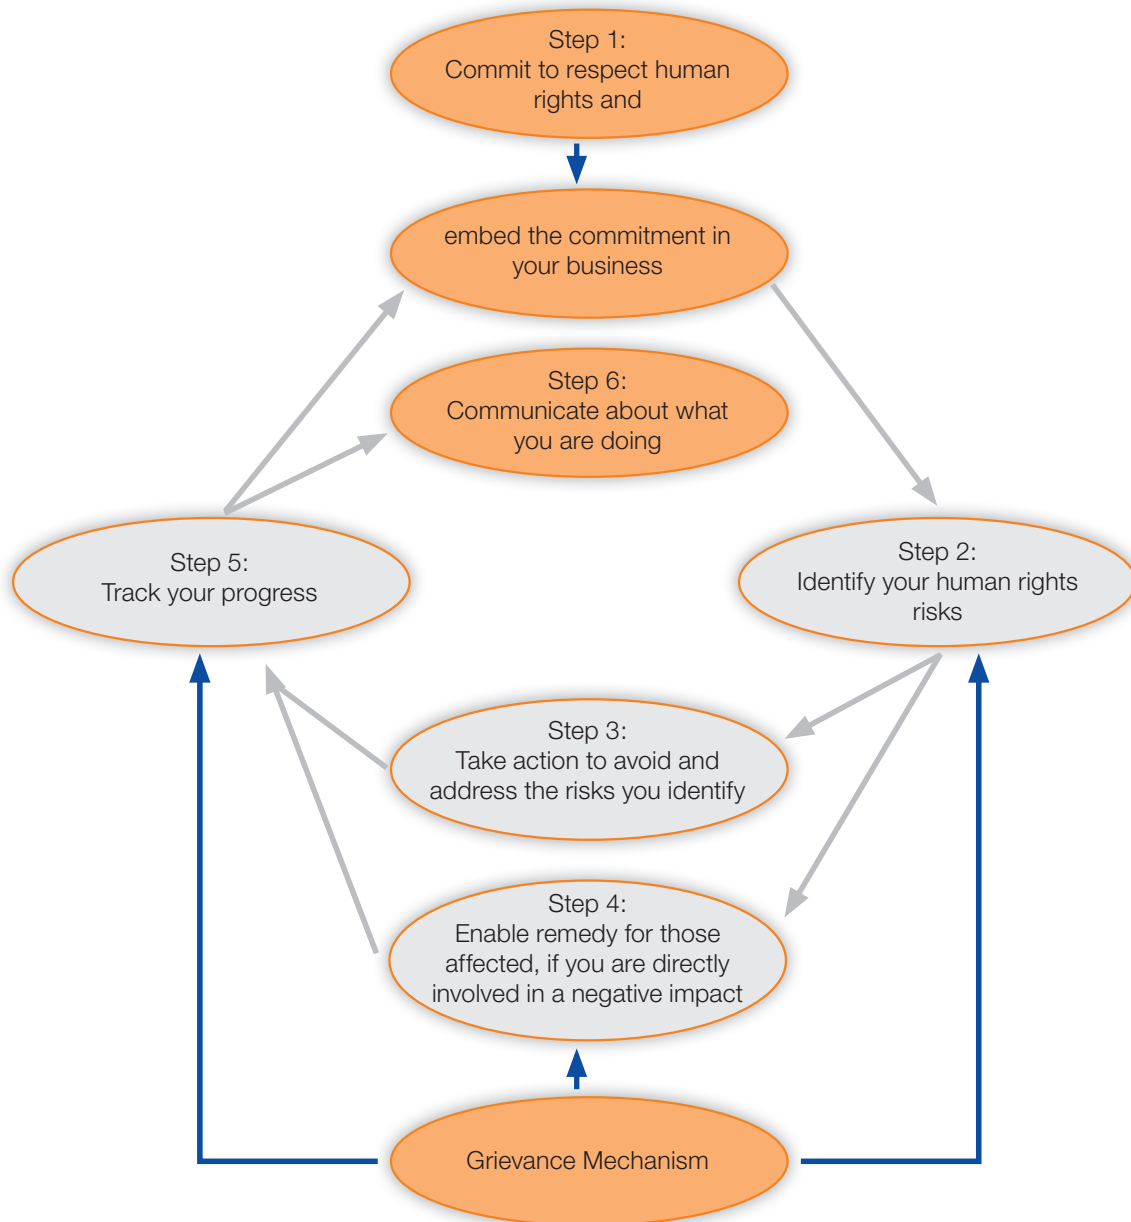 Step 1:
Commit to respect human
rights and
embed the commitment in
your business
Step 6:
Communicate about what
you are doing
Step 5:
Track your progress
Step 2:
Identify your human rights
risks
Step 3:
Take action to avoid and
address the risks you identify
Step 4:
Enable remedy for those
affected, if you are directly
involved in a negative impact
Grievance Mechanism